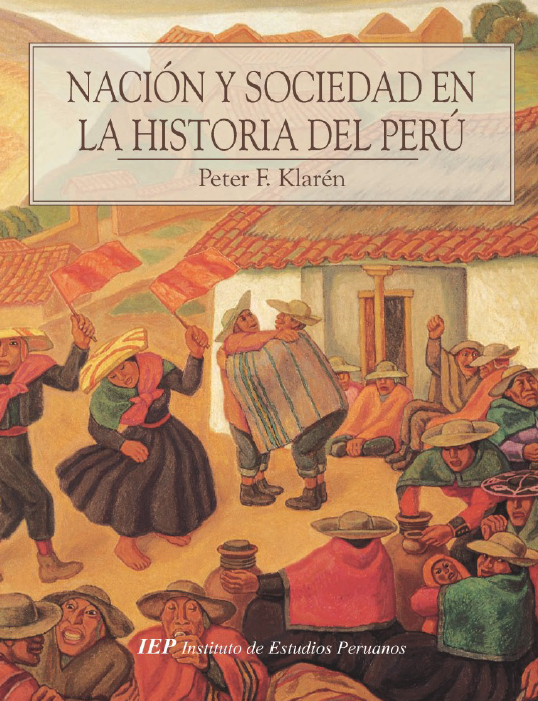 NACIÓN Y SOCIEDAD EN
LA HISTORIA DEL PERÚ
Peter F. Klarén
IEP Instituto de Estudios Peruanos